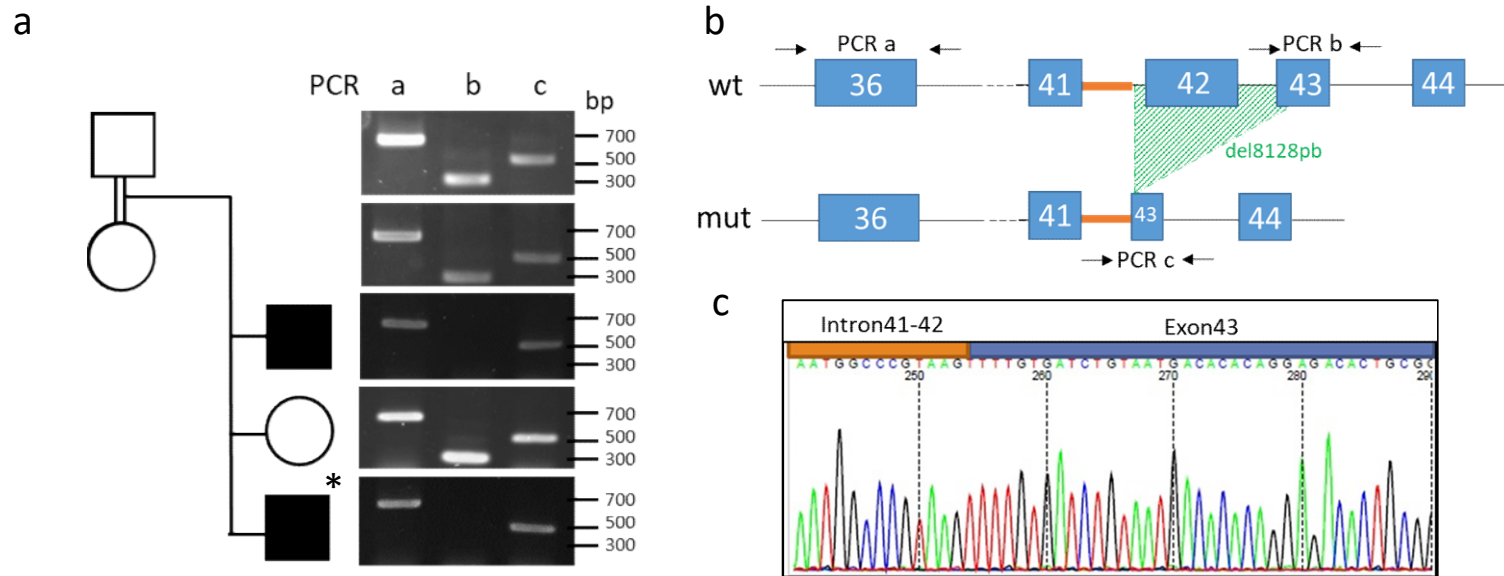 a
PCR a b c
bp
700
500
300
700
500
300
700
500
300
700
500
300
*
700
500
300
b
PCR a PCR b
wt 36 41 42 43 44
del8128pb
mut 36 41 43 44
PCR c
c
Intron41-42 Exon43
AATGGCCCGTAAGTTTTGTGATCTGTAATGACACACAGGAGACACTGCG
250 260 270 280 290